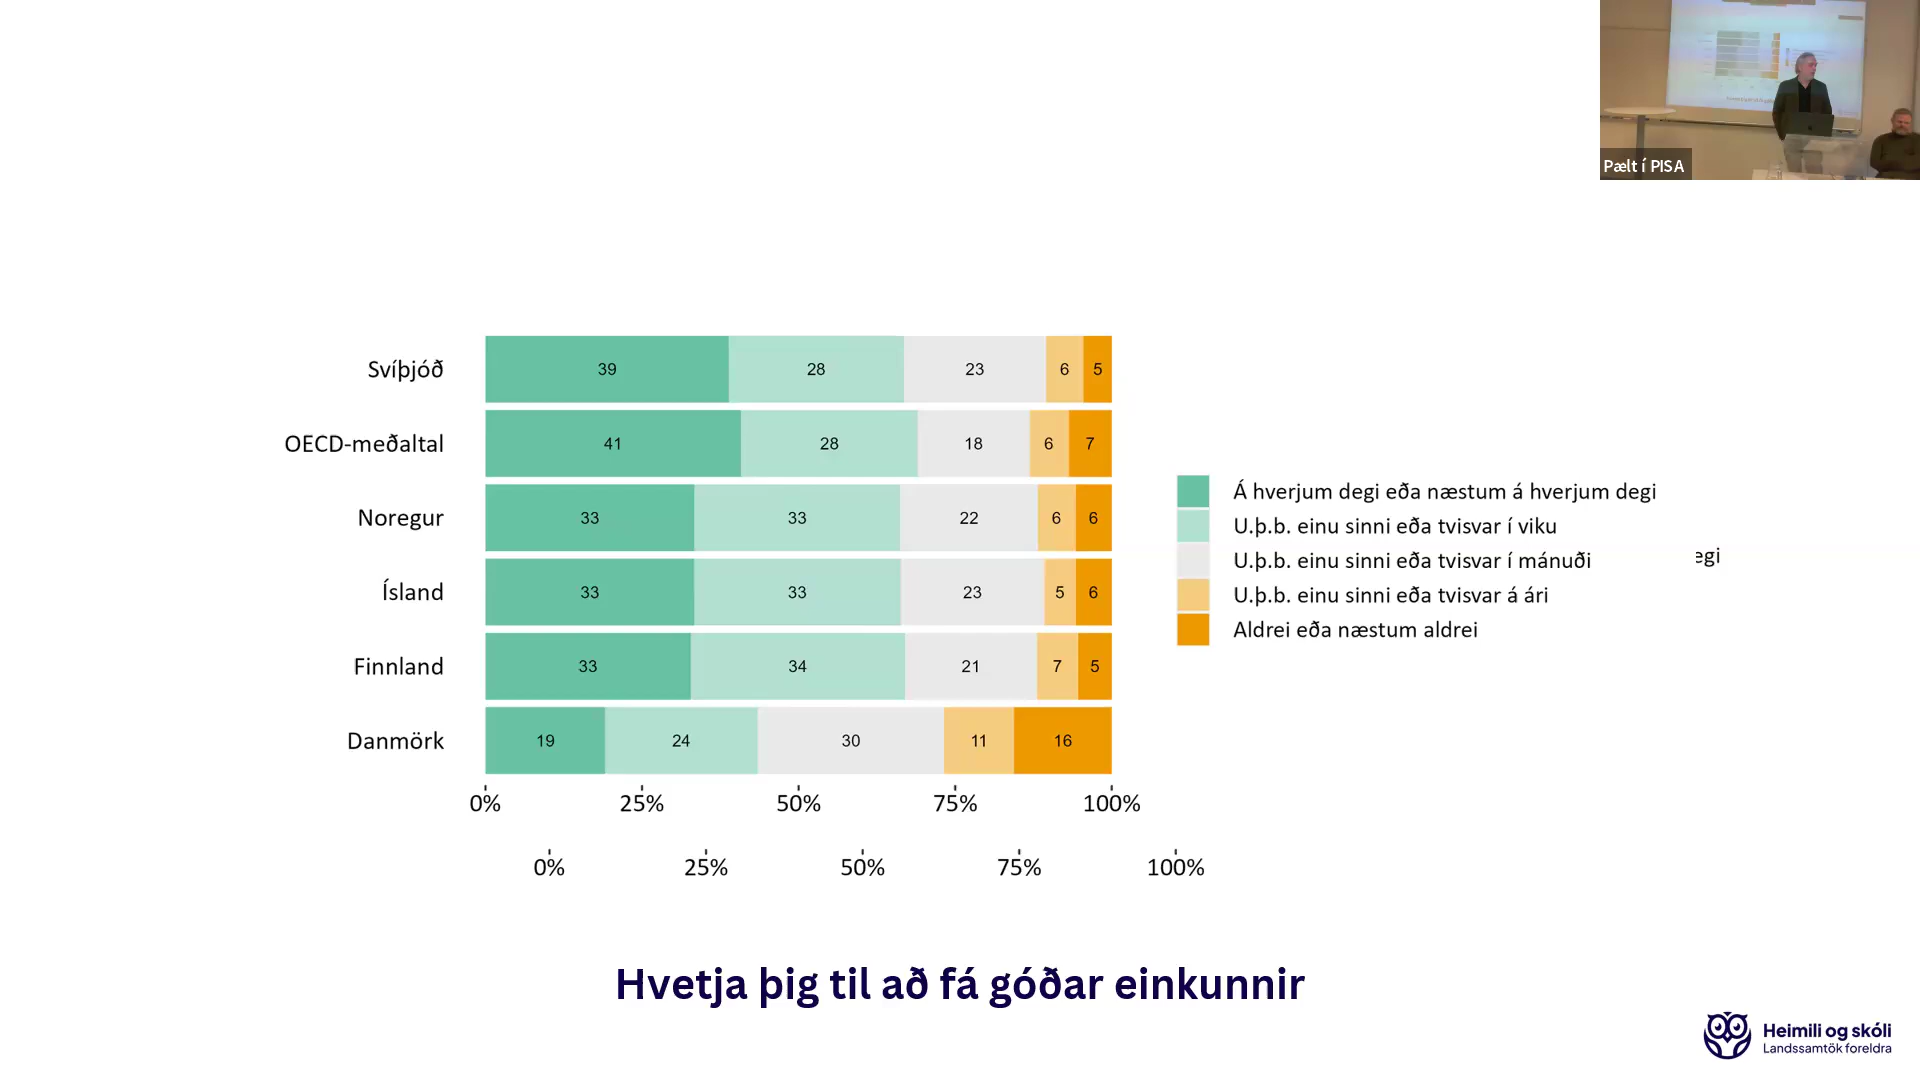 Pælt í PISA
Svíþjóð 39 28 23 6 5
OECD-meðaltal 41 28 18 6 7
Noregur 33 33 22 6 6
Ísland 33 33 23 5 6
Finnland 33 34 21 7 5
Danmörk 19 24 30 11 16
0% 25% 50% 75% 100%
0% 25% 50% 75% 100%
Á hverjum degi eða næstum á hverjum degi
U.þ.b. einu sinni eða tvisvar í viku
U.þ.b. einu sinni eða tvisvar í mánuði
egi
U.þ.b. einu sinni eða tvisvar á ári
Aldrei eða næstum aldrei
Hvetja þig til að fá góðar einkunnir
Heimili og skóli
Landssamtök foreldra